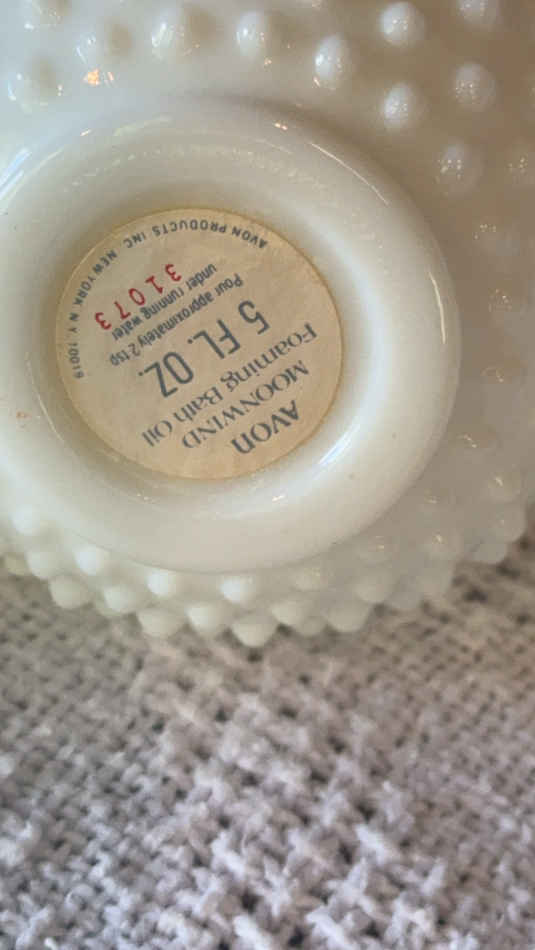 AVON
MOONWIND
Foaming Bath Oil
5 FL. OZ.
Pour approximately 2 tsp
under running water
31073
AVON PRODUCTS INC. NEW YORK N.Y. 10019